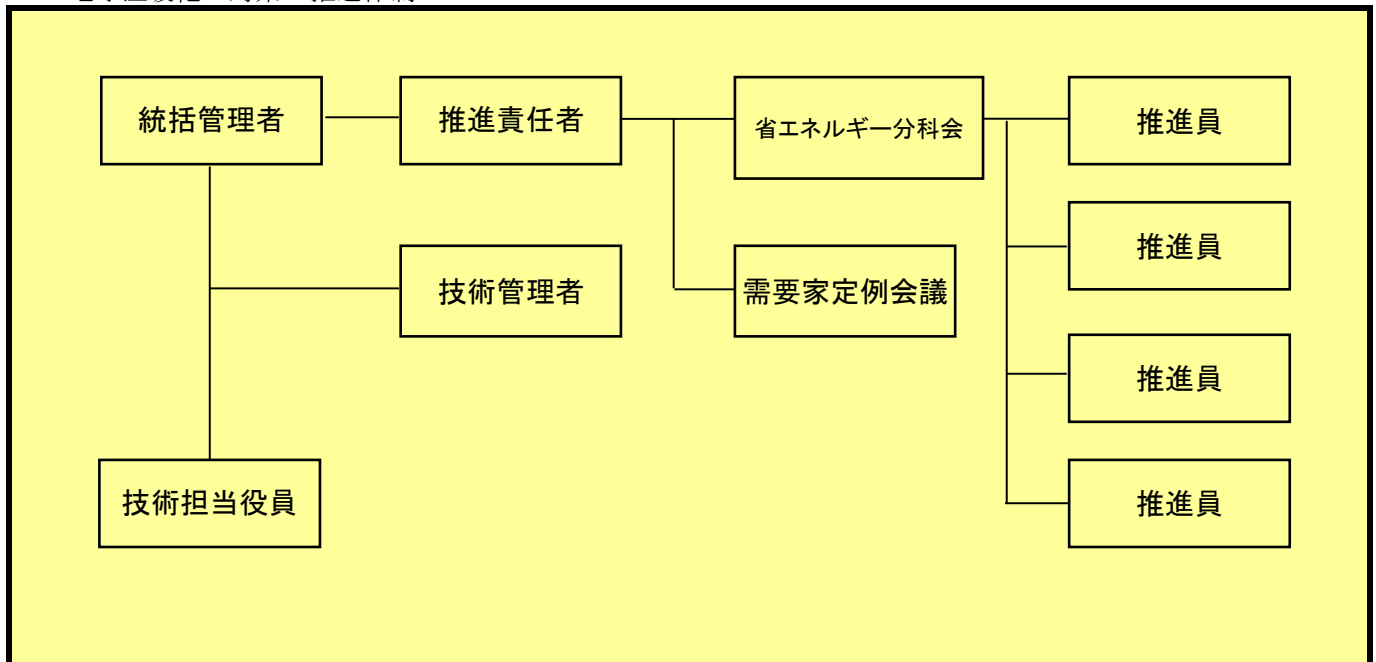 統括管理者
推進責任者
省エネルギー分科会
推進員
推進員
技術管理者
需要家定例会議
推進員
技術担当役員
推進員